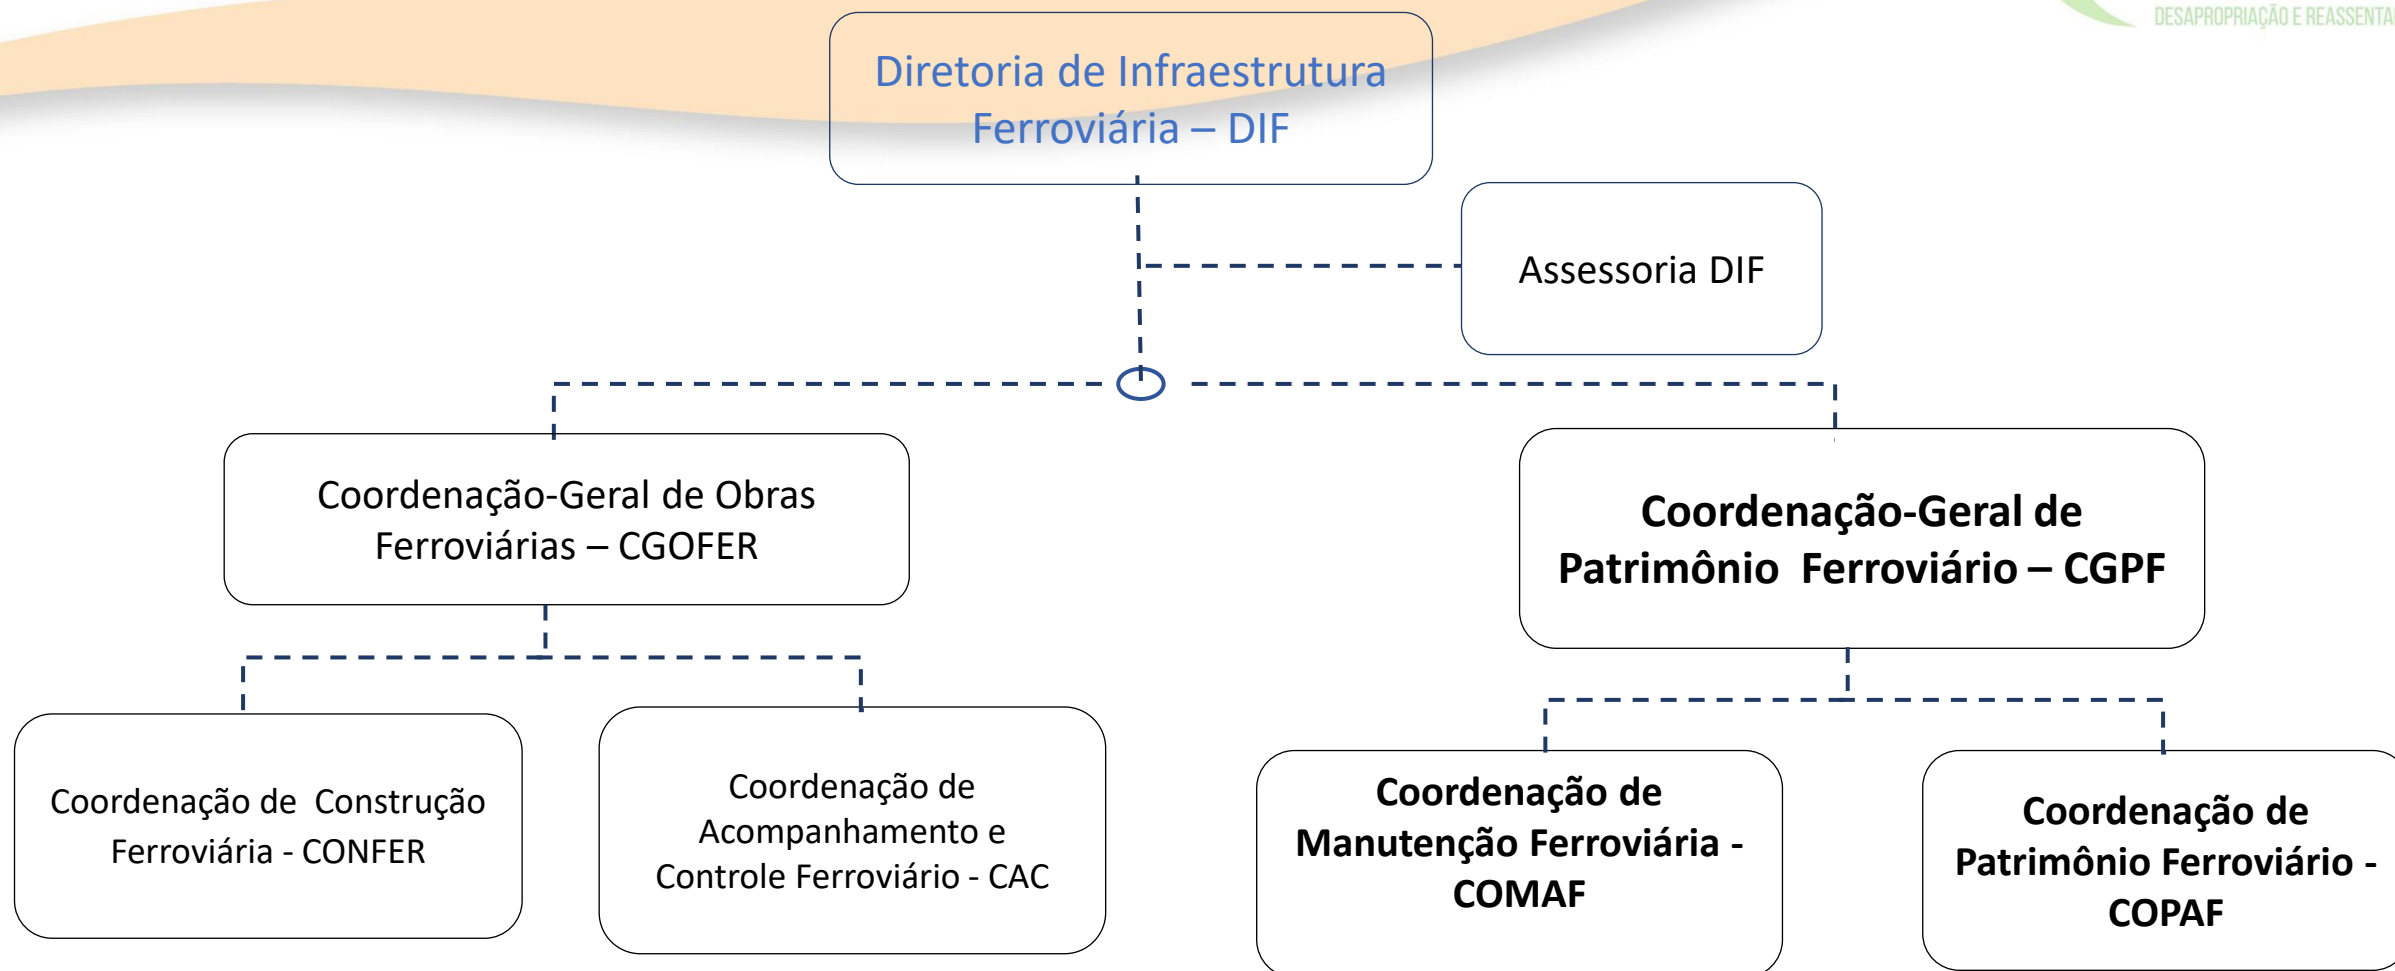 DESAPROPRIAÇÃO E
Diretoria de Infraestrutura
Ferroviária – DIF
Assessoria DIF
Coordenação-Geral de Obras
Ferroviárias – CGOFER
Coordenação-Geral de
Patrimônio  Ferroviário – CGPF
Coordenação de  Construção
Ferroviária - CONFER
Coordenação de
Acompanhamento e
Controle Ferroviário - CAC
Coordenação de
Manutenção Ferroviária -
COMAF
Coordenação de
Patrimônio Ferroviário -
COPAF